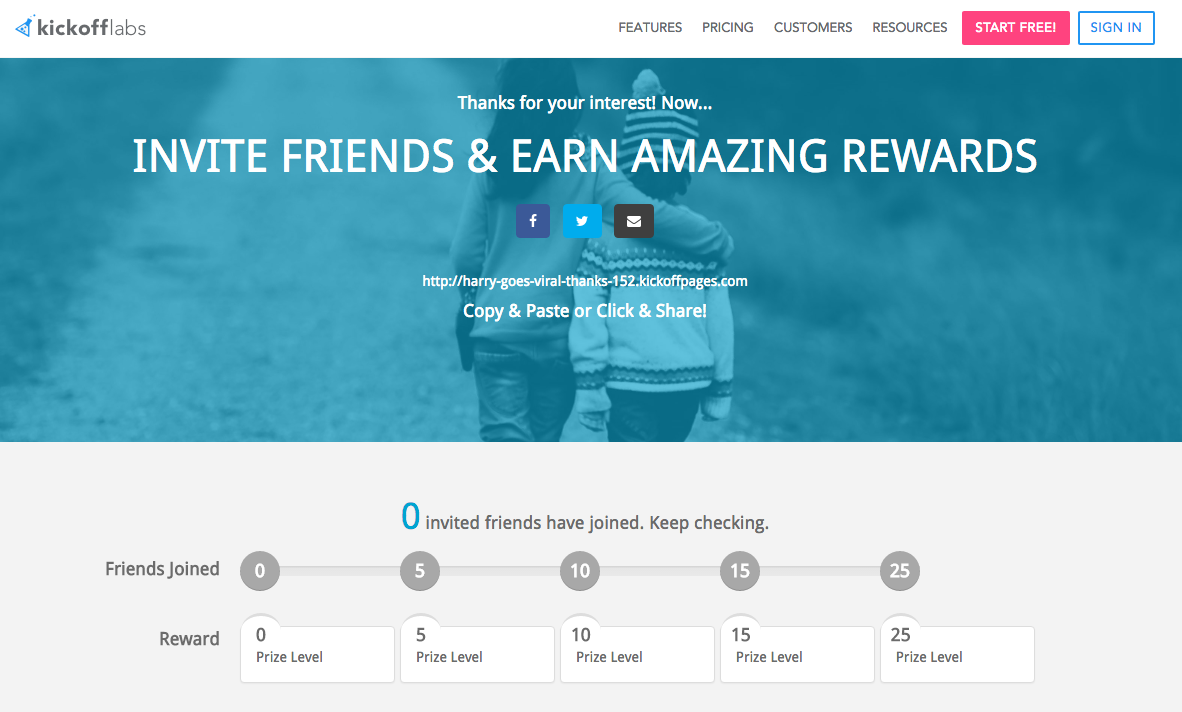 kickofflabs FEATURES PRICING CUSTOMERS RESOURCES START FREE! SIGN IN
Thanks for your interest! Now...
INVITE FRIENDS & EARN AMAZING REWARDS
f
http://harry-goes-viral-thanks-152.kickoffpages.com
Copy & Paste or Click & Share!
0 invited friends have joined. Keep checking.
Friends Joined 0 5 10 15 25
Reward 0 5 10 15 25
Prize Level Prize Level Prize Level Prize Level Prize Level